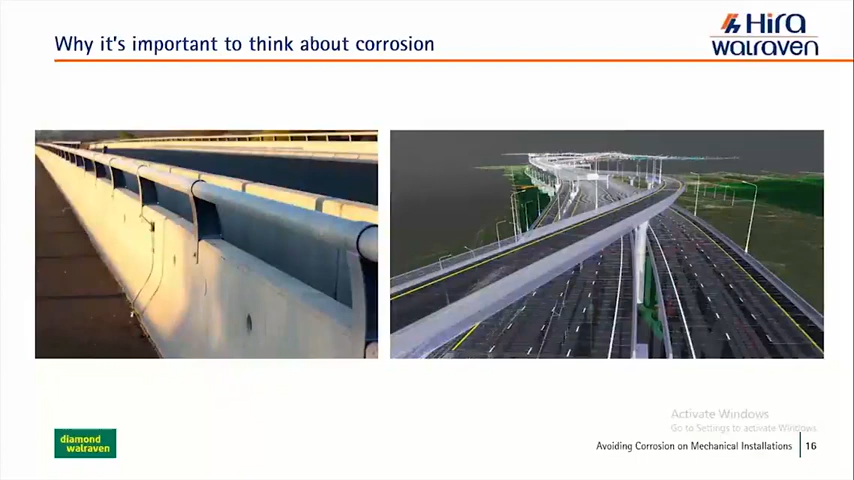 Why it's important to think about corrosion
Hira
walraven
Activate Windows
Go to Settings to activate Windows
diamond
walraven
Avoiding Corrosion on Mechanical Installations
16